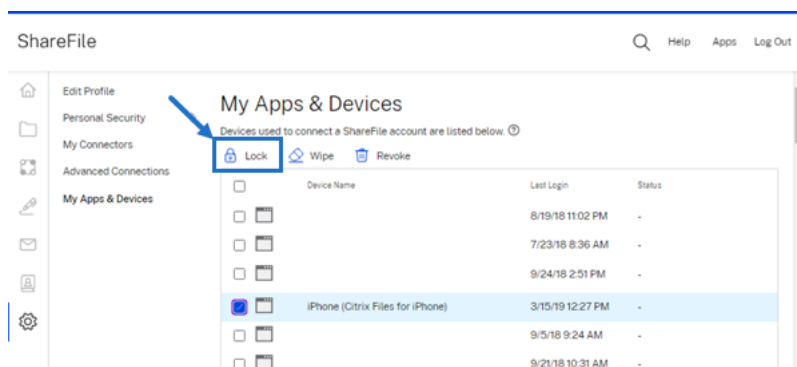 ShareFile
Help Apps Log Out
Edit Profile
Personal Security
My Connectors
Advanced Connections
My Apps & Devices
My Apps & Devices
Devices used to connect a ShareFile account are listed below. ?
Lock Wipe Revoke
Device Name Last Login Status
8/19/18 11:02 PM -
7/23/18 8:36 AM -
9/24/18 2:51 PM -
iPhone (Citrix Files for iPhone) 3/15/19 12:27 PM -
9/5/18 9:24 AM -
9/21/18 10:31 AM -